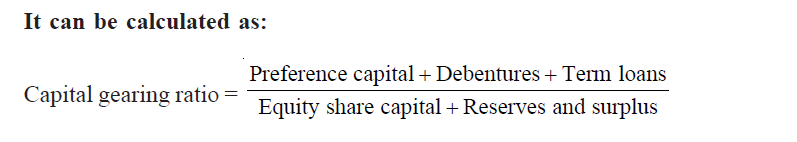 It can be calculated as:
Preference capital + Debentures + Term loans
Capital gearing ratio =
Equity share capital + Reserves and surplus